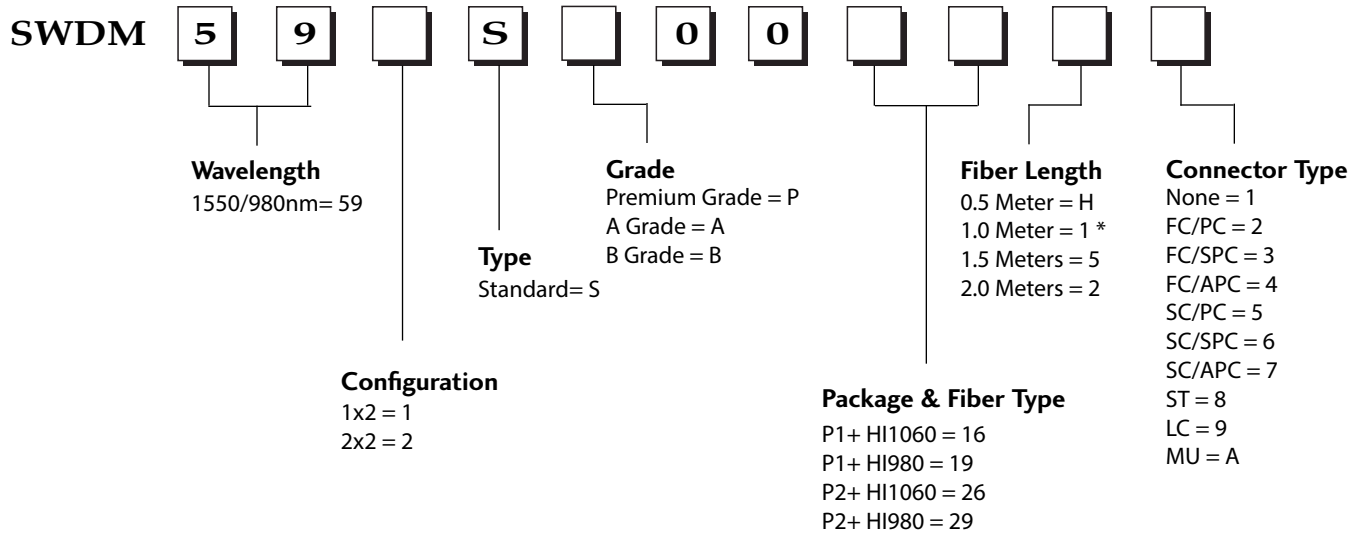 SWDM 5 9 S 0 0
Wavelength
1550/980nm= 59
Configuration
1x2 = 1
2x2 = 2
Type
Standard= S
Grade
Premium Grade = P
A Grade = A
B Grade = B
Package & Fiber Type
P1+ HI1060 = 16
P1+ HI980 = 19
P2+ HI1060 = 26
P2+ HI980 = 29
Fiber Length
0.5 Meter = H
1.0 Meter = 1 *
1.5 Meters = 5
2.0 Meters = 2
Connector Type
None = 1
FC/PC = 2
FC/SPC = 3
FC/APC = 4
SC/PC = 5
SC/SPC = 6
SC/APC = 7
ST = 8
LC = 9
MU = A